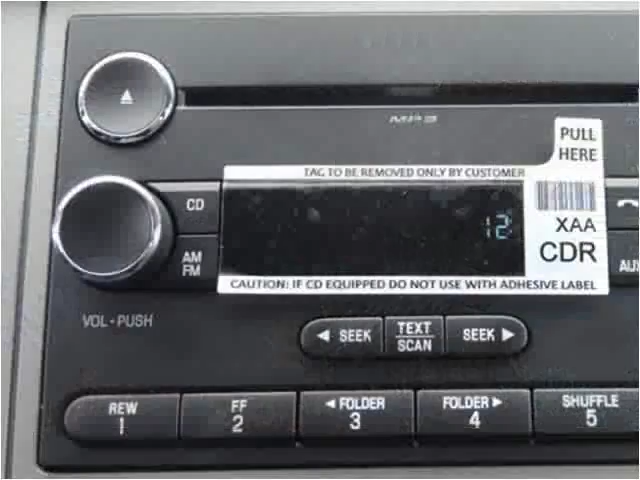 MP3
PULL
HERE
TAG TO BE REMOVED ONLY BY CUSTOMER
CD
XAA
CDR
12
AM
FM
AUX
CAUTION: IF CD EQUIPPED DO NOT USE WITH ADHESIVE LABEL
VOL - PUSH
◀ SEEK
TEXT
SCAN
SEEK ▶
REW
1
FF
2
◀ FOLDER
3
FOLDER ▶
4
SHUFFLE
5